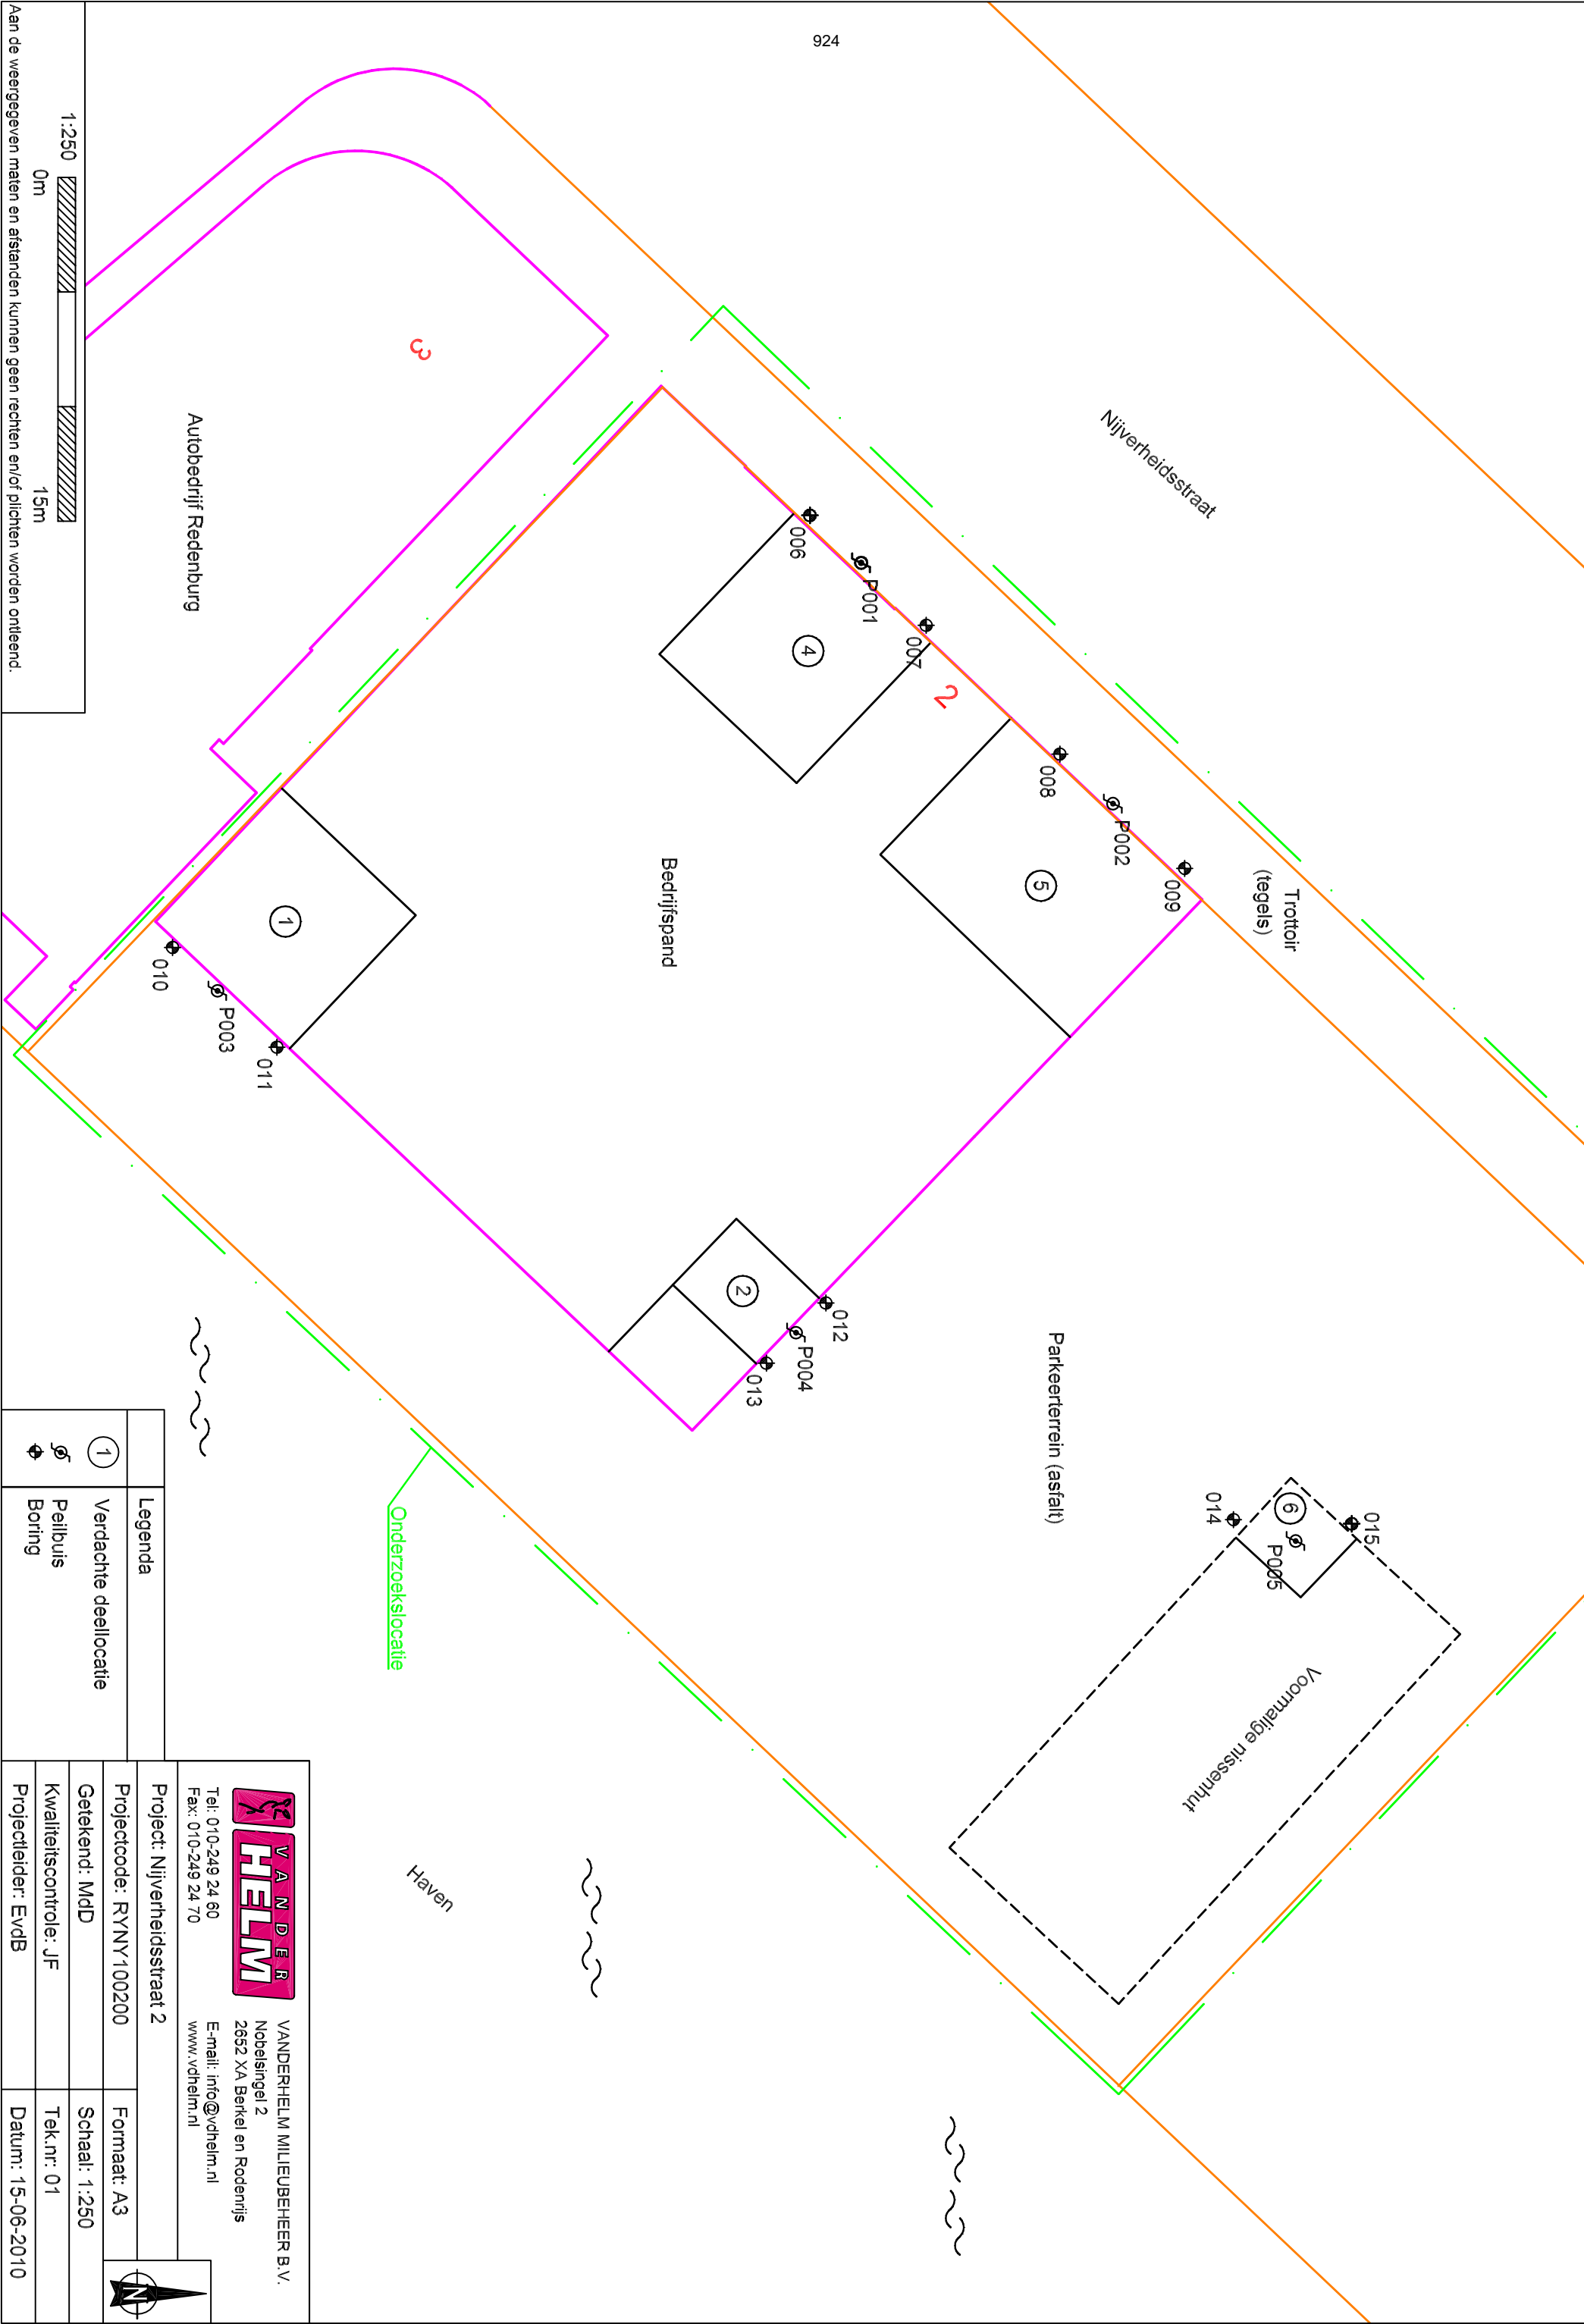 924
Nijverheidsstraat
Trottoir
(tegels)
3
Autobedrijf Redenburg
006
P001
007
4
2
008
P002
009
5
Bedrijfspand
1
010
P003
011
2
012
P004
013
Parkeerterrein (asfalt)
014
6
P005
015
Voormalige nissenhut
Onderzoekslocatie
Haven
1:250
0m
15m
Aan de weergegeven maten en afstanden kunnen geen rechten en/of plichten worden ontleend.
Legenda
1
Verdachte deellocatie
Peilbuis
Boring
VANDER
HELM
VANDERHELM MILIEUBEHEER B.V.
Nobelsingel 2
2652 XA Berkel en Rodenrijs
Tel: 010-249 24 60
E-mail: info@vdhelm.nl
Fax: 010-249 24 70
www.vdhelm.nl
Project: Nijverheidsstraat 2
Projectcode: RYNY100200
Formaat: A3
Getekend: MdD
Schaal: 1:250
Kwaliteitscontrole: JF
Tek.nr: 01
Projectleider: EvdB
Datum: 15-06-2010
N